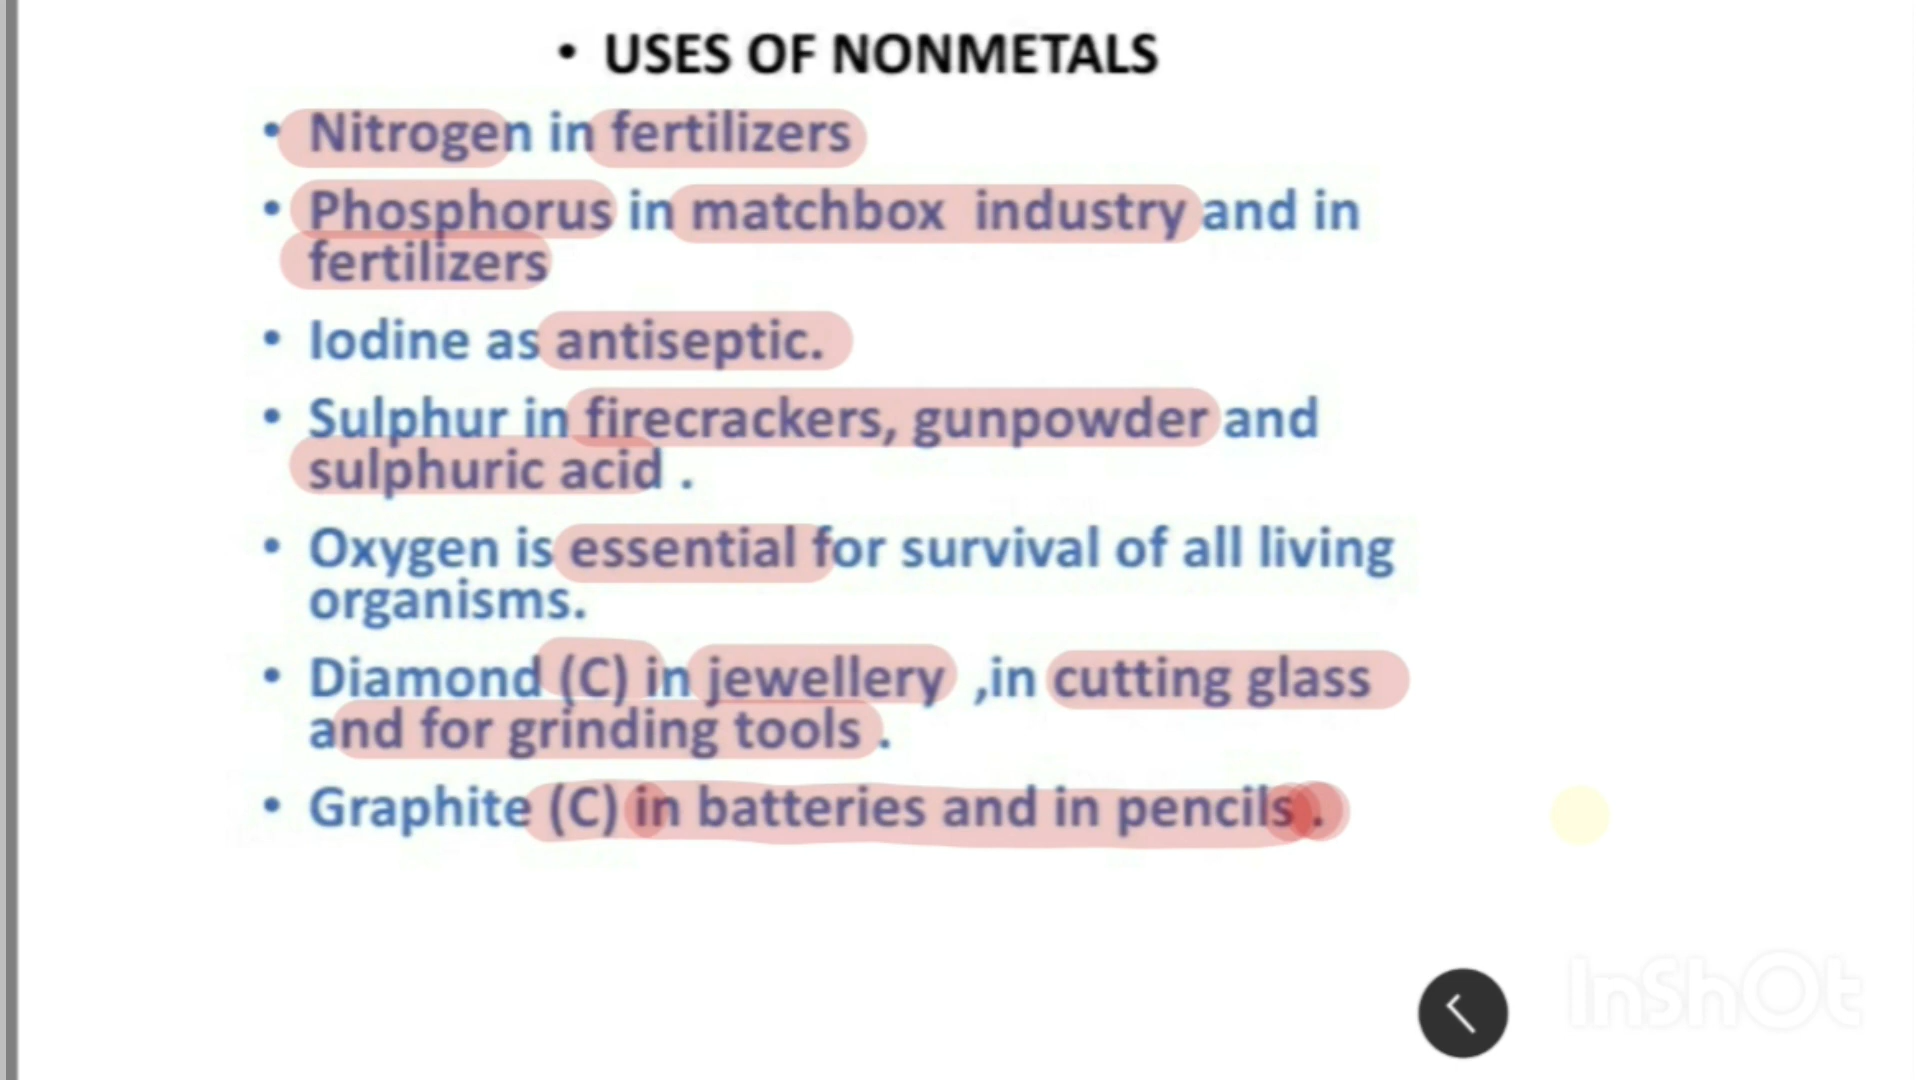 • USES OF NONMETALS
• Nitrogen in fertilizers
• Phosphorus in matchbox industry and in
fertilizers
• Iodine as antiseptic.
• Sulphur in firecrackers, gunpowder and
sulphuric acid .
• Oxygen is essential for survival of all living
organisms.
• Diamond (C) in jewellery ,in cutting glass
and for grinding tools .
• Graphite (C) in batteries and in pencils .
InShOt